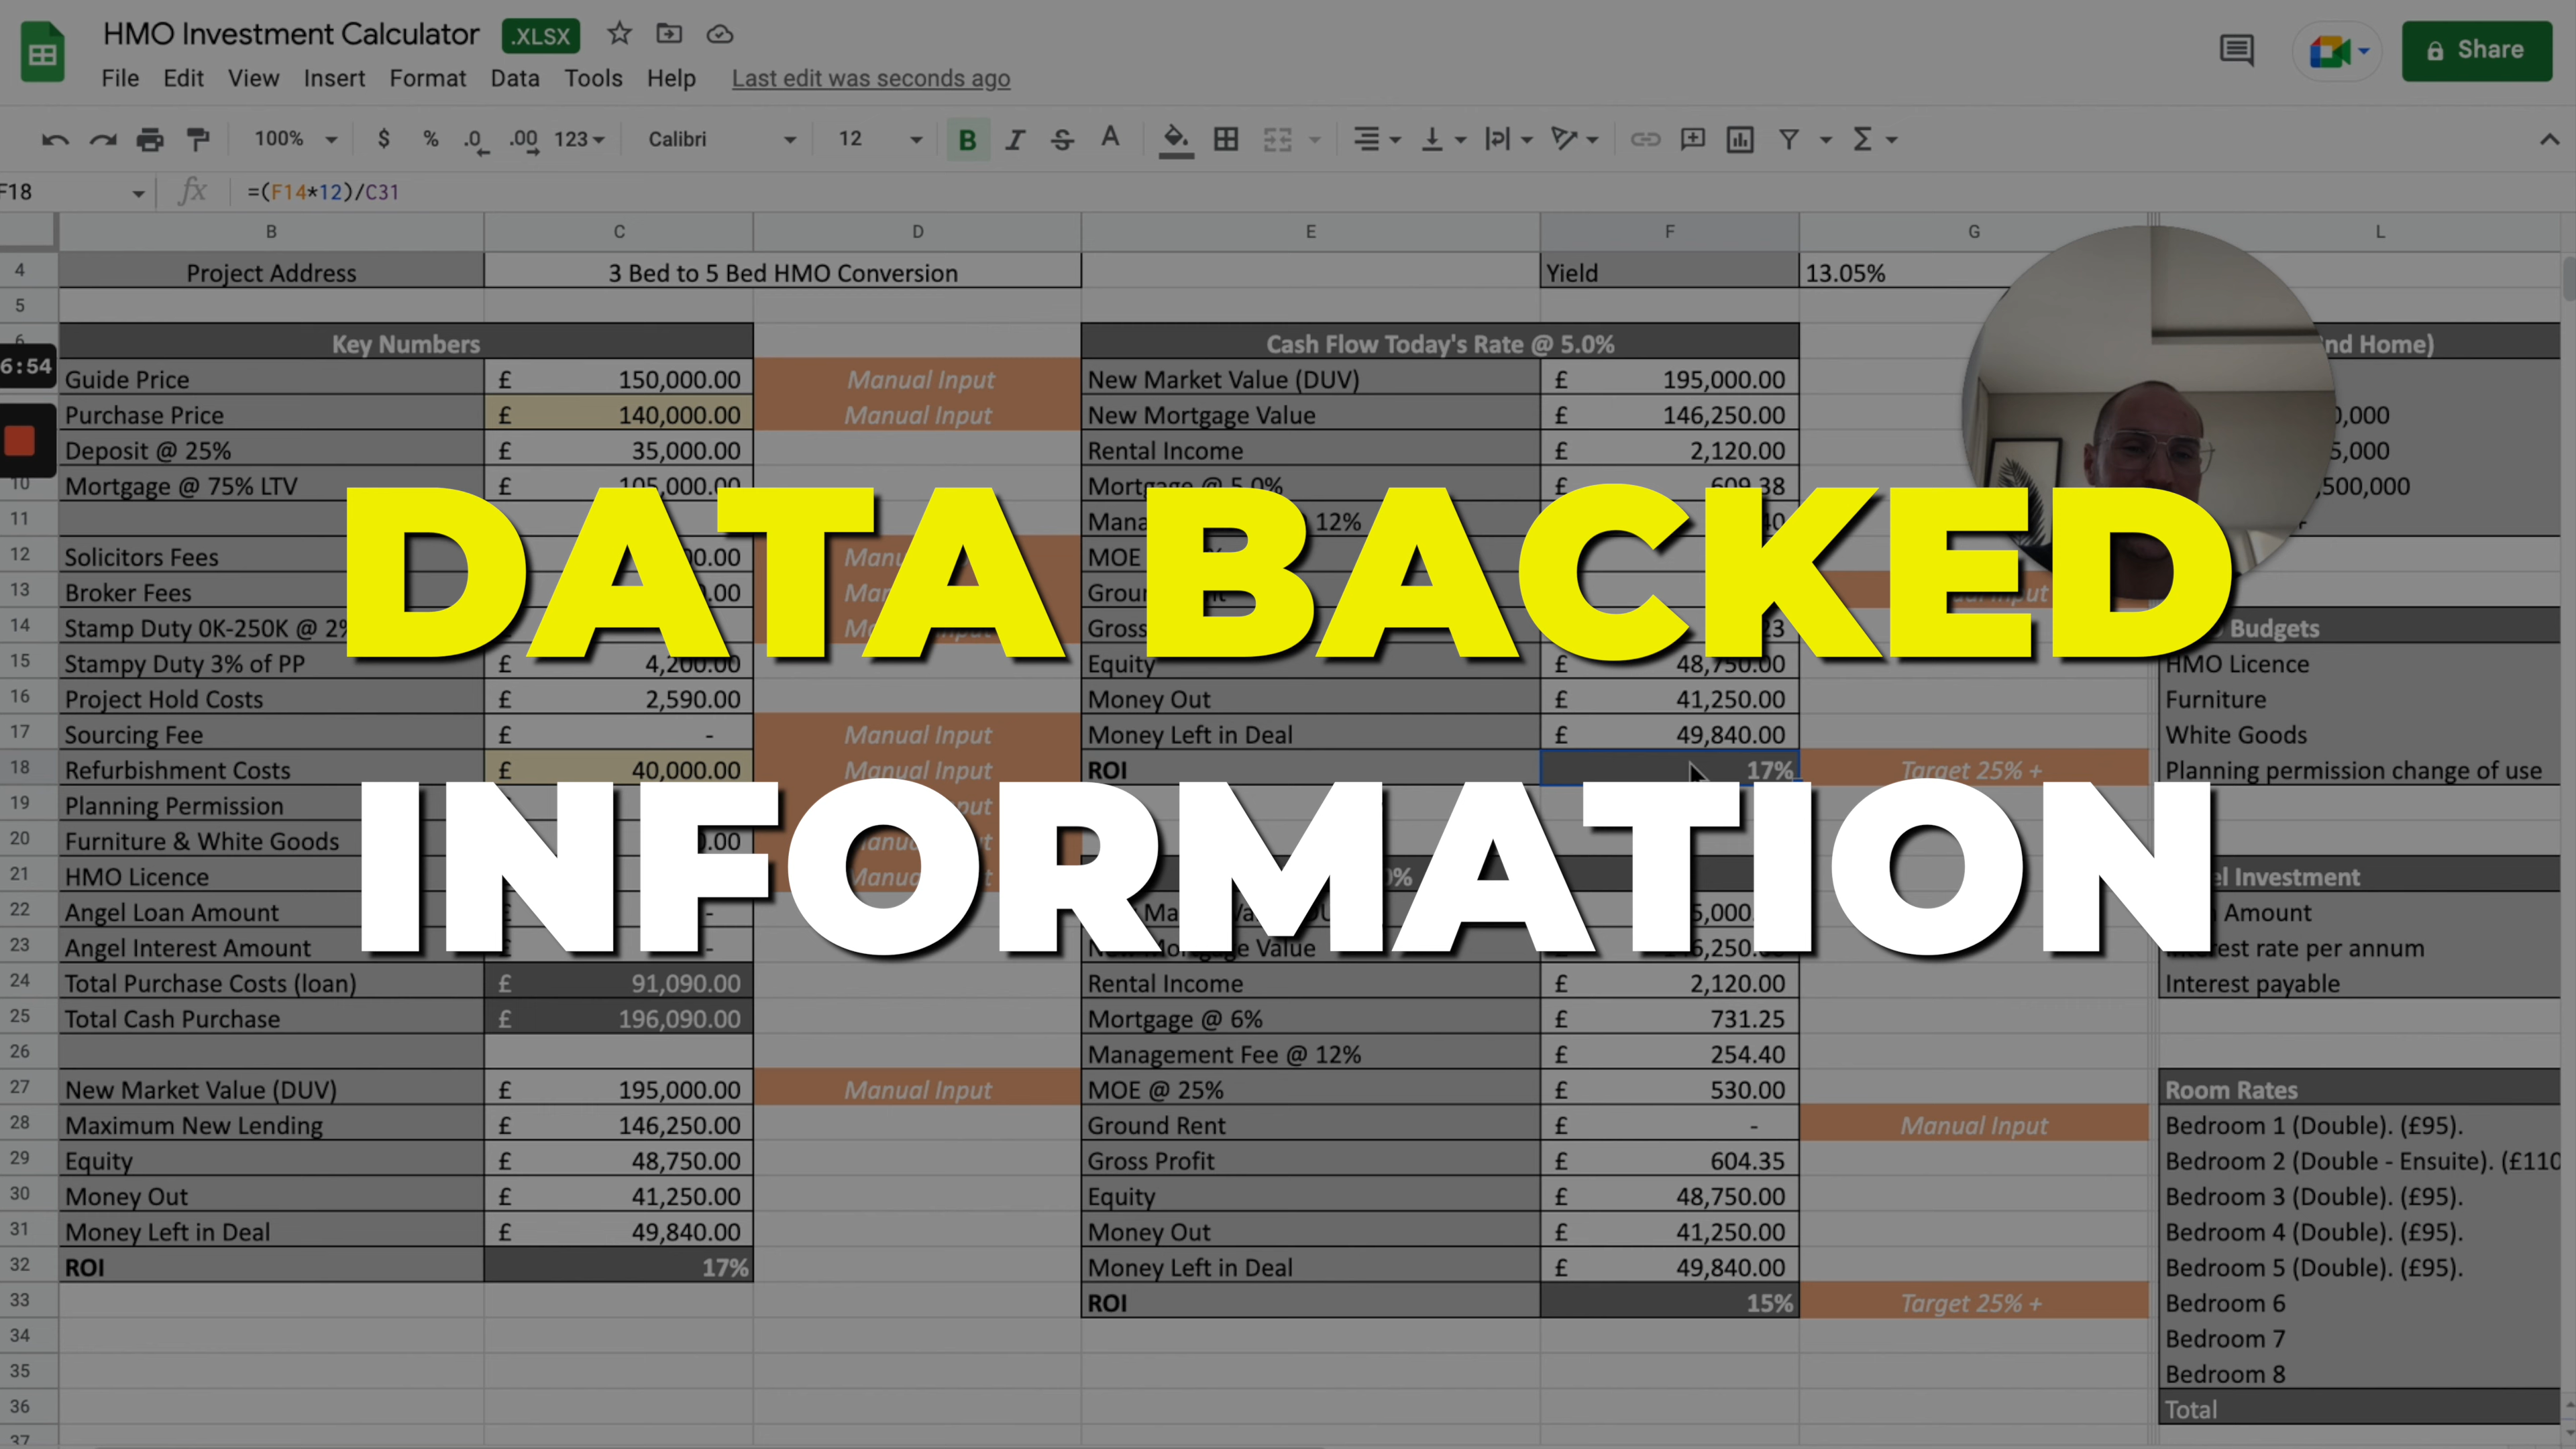 HMO Investment Calculator .XLSX
File Edit View Insert Format Data Tools Help Last edit was seconds ago
Share
100% $ % .0 .00 123 Calibri 12 B I S A
F18 fx =(F14*12)/C31
B C D E F G L
4 Project Address 3 Bed to 5 Bed HMO Conversion Yield 13.05%
5
6 Key Numbers Cash Flow Today's Rate @ 5.0% nd Home)
6:54
Guide Price £ 150,000.00 Manual Input New Market Value (DUV) £ 195,000.00
Purchase Price £ 140,000.00 Manual Input New Mortgage Value £ 146,250.00 0,000
Deposit @ 25% £ 35,000.00 Rental Income £ 2,120.00 5,000
10 Mortgage @ 75% LTV £ 105,000.00 Mortgage @ 5.0% £ 609.38 ,500,000
11 12%
DATA BACKED
12 Solicitors Fees MOE
13 Broker Fees
14 Stamp Duty 0K-250K @ 2% Gross Budgets
15 Stampy Duty 3% of PP £ 4,200.00 Equity £ 48,750.00 HMO Licence
16 Project Hold Costs £ 2,590.00 Money Out £ 41,250.00 Furniture
17 Sourcing Fee £ - Manual Input Money Left in Deal £ 49,840.00 White Goods
18 Refurbishment Costs £ 40,000.00 Manual Input ROI 17% Target 25% + Planning permission change of use
INFORMATION
19 Planning Permission
20 Furniture & White Goods
21 HMO Licence Investment
22 Angel Loan Amount - Amount
23 Angel Interest Amount - New Mortgage Value rate per annum
24 Total Purchase Costs (loan) £ 91,090.00 Rental Income £ 2,120.00 Interest payable
25 Total Cash Purchase £ 196,090.00 Mortgage @ 6% £ 731.25
26 Management Fee @ 12% £ 254.40
27 New Market Value (DUV) £ 195,000.00 Manual Input MOE @ 25% £ 530.00 Room Rates
28 Maximum New Lending £ 146,250.00 Ground Rent £ - Manual Input Bedroom 1 (Double). (£95).
29 Equity £ 48,750.00 Gross Profit £ 604.35 Bedroom 2 (Double - Ensuite). (£110
30 Money Out £ 41,250.00 Equity £ 48,750.00 Bedroom 3 (Double). (£95).
31 Money Left in Deal £ 49,840.00 Money Out £ 41,250.00 Bedroom 4 (Double). (£95).
32 ROI 17% Money Left in Deal £ 49,840.00 Bedroom 5 (Double). (£95).
33 ROI 15% Target 25% + Bedroom 6
34 Bedroom 7
35 Bedroom 8
36 Total
37